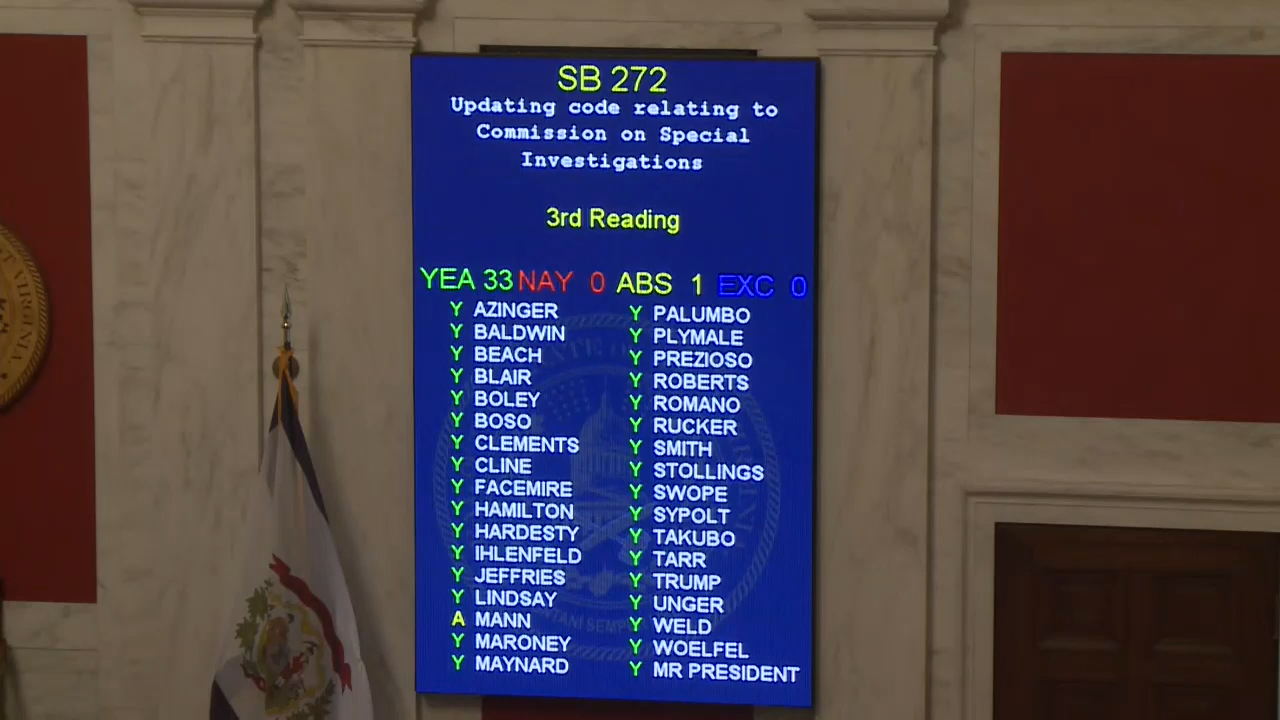 SB 272
Updating code relating to
Commission on Special
Investigations
3rd Reading
YEA 33 NAY 0 ABS 1 EXC 0
Y AZINGER
Y BALDWIN
Y BEACH
Y BLAIR
Y BOLEY
Y BOSO
Y CLEMENTS
Y CLINE
Y FACEMIRE
Y HAMILTON
Y HARDESTY
Y IHLENFELD
Y JEFFRIES
Y LINDSAY
A MANN
Y MARONEY
Y MAYNARD
Y PALUMBO
Y PLYMALE
Y PREZIOSO
Y ROBERTS
Y ROMANO
Y RUCKER
Y SMITH
Y STOLLINGS
Y SWOPE
Y SYPOLT
Y TAKUBO
Y TARR
Y TRUMP
Y UNGER
Y WELD
Y WOELFEL
Y MR PRESIDENT